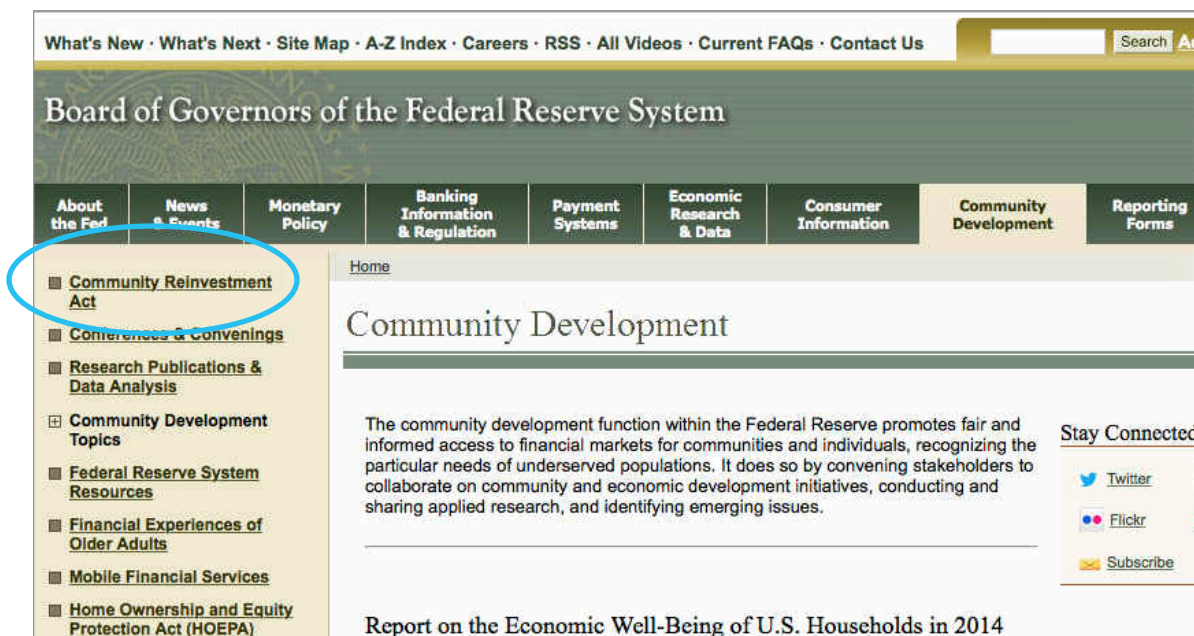 What's New · What's Next · Site Map · A-Z Index · Careers · RSS · All Videos · Current FAQs · Contact Us
Search
Board of Governors of the Federal Reserve System
About
the Fed
News
& Events
Monetary
Policy
Banking
Information
& Regulation
Payment
Systems
Economic
Research
& Data
Consumer
Information
Community
Development
Reporting
Forms
Community Reinvestment
Act
Conferences & Convenings
Research Publications &
Data Analysis
Community Development
Topics
Federal Reserve System
Resources
Financial Experiences of
Older Adults
Mobile Financial Services
Home Ownership and Equity
Protection Act (HOEPA)
Home
Community Development
The community development function within the Federal Reserve promotes fair and
informed access to financial markets for communities and individuals, recognizing the
particular needs of underserved populations. It does so by convening stakeholders to
collaborate on community and economic development initiatives, conducting and
sharing applied research, and identifying emerging issues.
Report on the Economic Well-Being of U.S. Households in 2014
Stay Connected
Twitter
Flickr
Subscribe